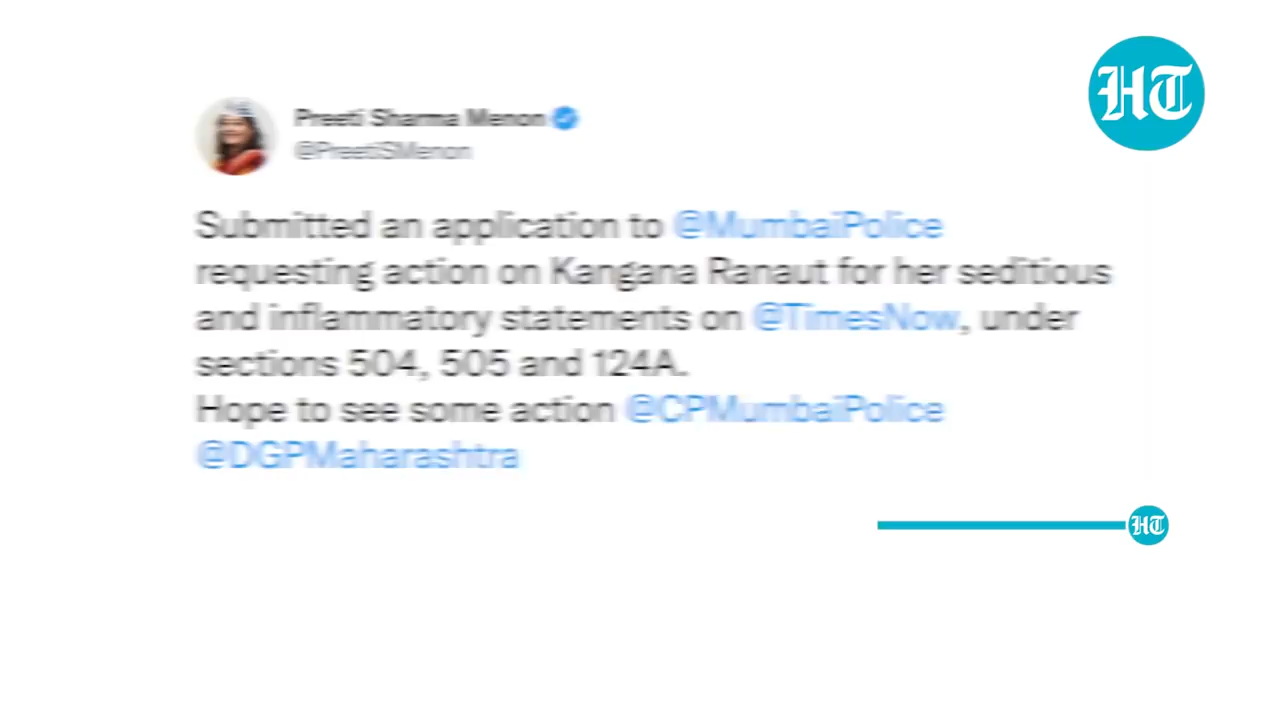 HT
Preeti Sharma Menon
@PreetiSMenon
Submitted an application to @MumbaiPolice
requesting action on Kangana Ranaut for her seditious
and inflammatory statements on @TimesNow, under
sections 504, 505 and 124A.
Hope to see some action @CPMumbaiPolice
@DGPMaharashtra
HT